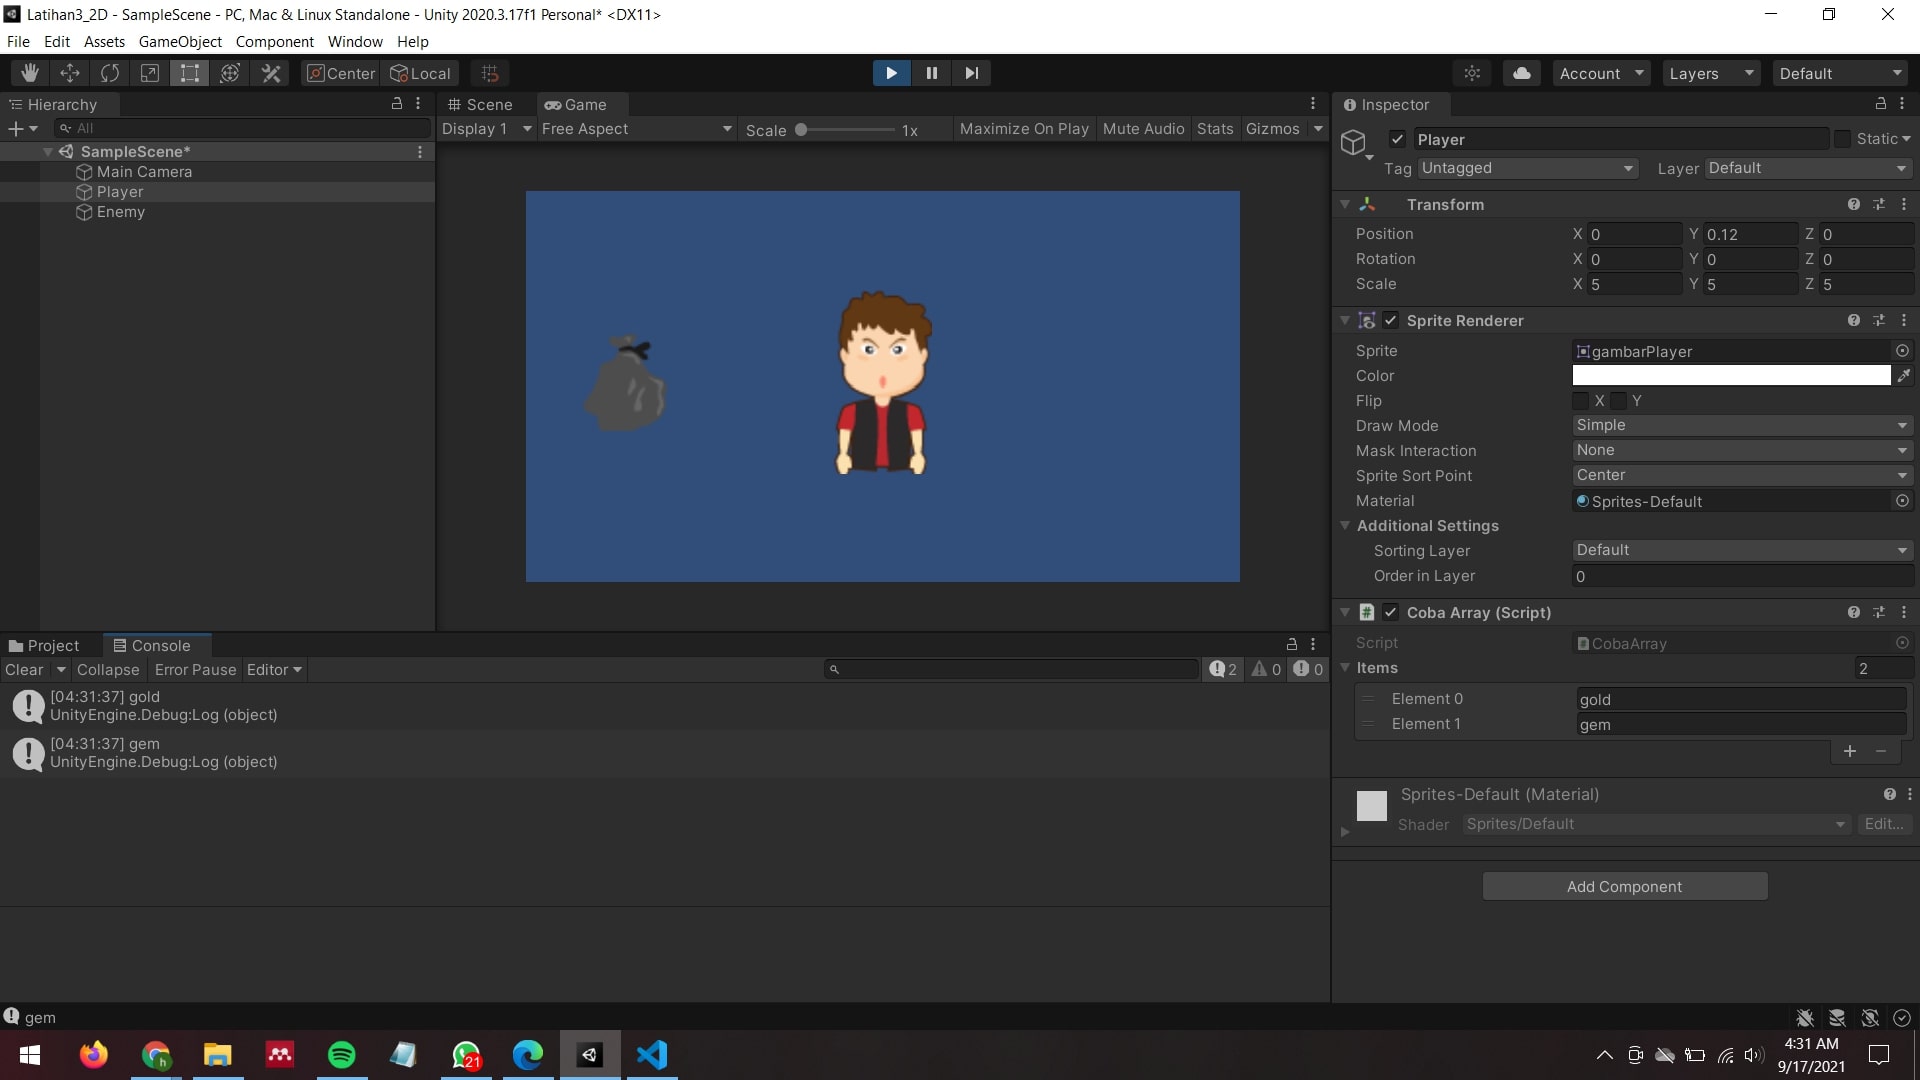 Latihan3_2D - SampleScene - PC, Mac & Linux Standalone - Unity 2020.3.17f1 Personal* <DX11>
File Edit Assets GameObject Component Window Help
Center Local Account Layers Default
Hierarchy
All
SampleScene*
Main Camera
Player
Enemy
Scene Game
Display 1 Free Aspect Scale 1x Maximize On Play Mute Audio Stats Gizmos
Inspector
Player Static
Tag Untagged Layer Default
Transform
Position X 0 Y 0.12 Z 0
Rotation X 0 Y 0 Z 0
Scale X 5 Y 5 Z 5
Sprite Renderer
Sprite gambarPlayer
Color
Flip X Y
Draw Mode Simple
Mask Interaction None
Sprite Sort Point Center
Material Sprites-Default
Additional Settings
Sorting Layer Default
Order in Layer 0
Coba Array (Script)
Script CobaArray
Items 2
Element 0 gold
Element 1 gem
Sprites-Default (Material)
Shader Sprites/Default Edit...
Add Component
Project Console
Clear Collapse Error Pause Editor 2 0 0
[04:31:37] gold
UnityEngine.Debug:Log (object)
[04:31:37] gem
UnityEngine.Debug:Log (object)
gem
h 21 4:31 AM
9/17/2021